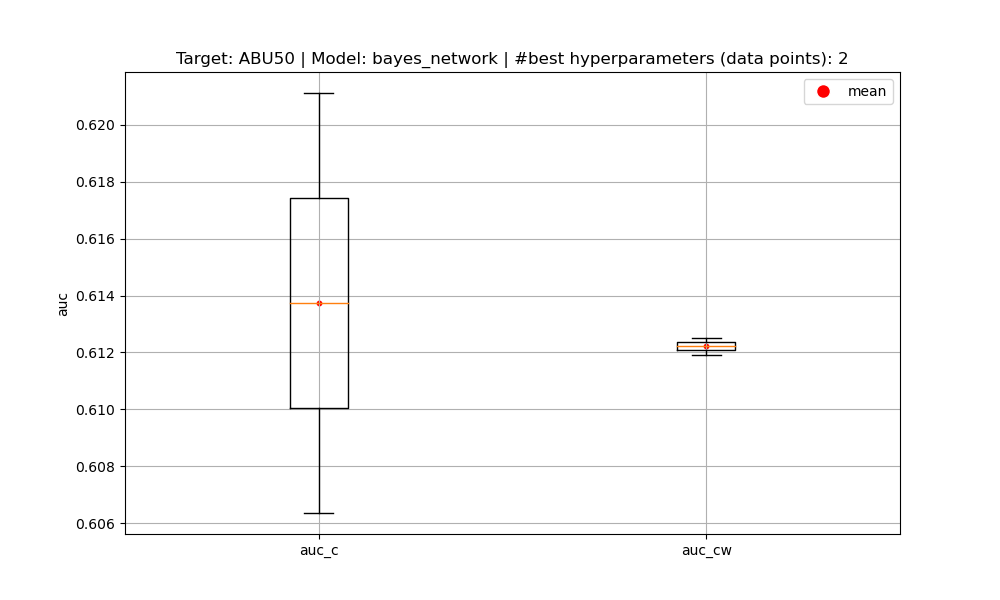 Target: ABU50 | Model: bayes_network | #best hyperparameters (data points): 2
mean
auc
0.620
0.618
0.616
0.614
0.612
0.610
0.608
0.606
auc_c
auc_cw